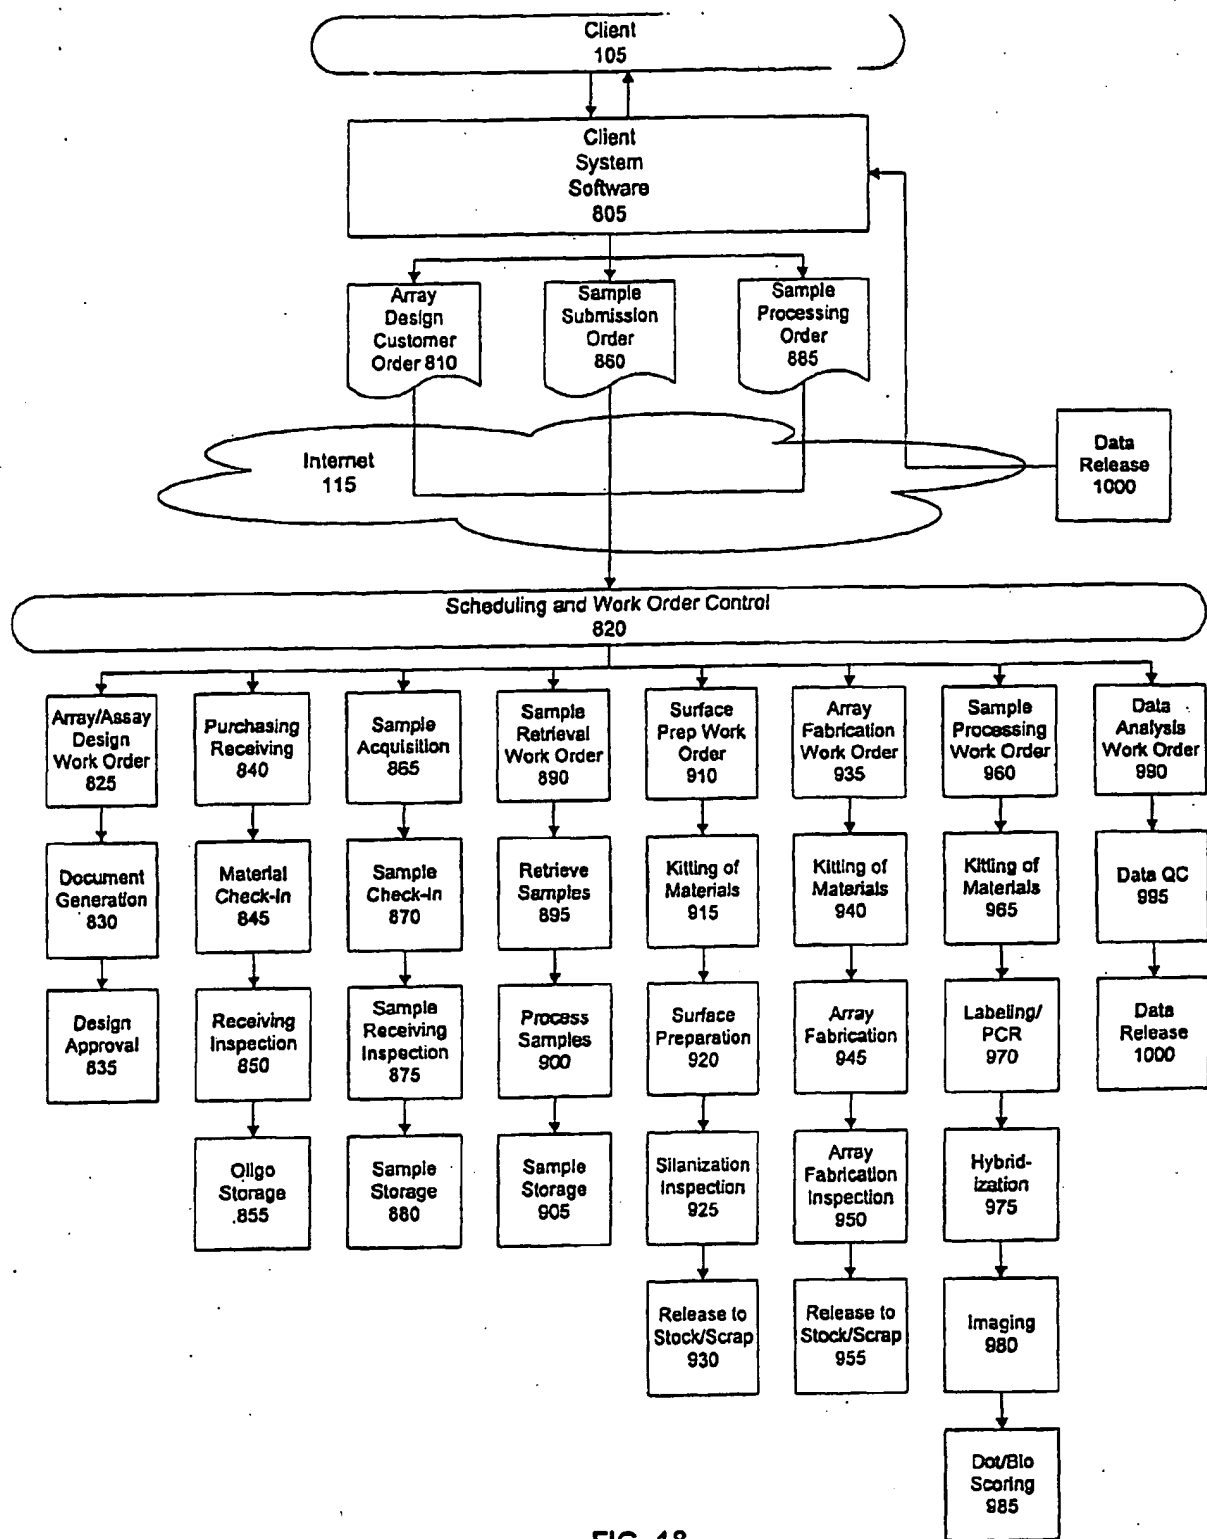 Client
105
Client
System
Software
805
Array
Design
Customer
Order 810
Sample
Submission
Order
860
Sample
Processing
Order
885
Internet
115
Data
Release
1000
Scheduling and Work Order Control
820
Array/Assay
Design
Work Order
825
Document
Generation
830
Design
Approval
835
Purchasing
Receiving
840
Material
Check-In
845
Receiving
Inspection
850
Oligo
Storage
855
Sample
Acquisition
865
Sample
Check-In
870
Sample
Receiving
Inspection
875
Sample
Storage
880
Sample
Retrieval
Work Order
890
Retrieve
Samples
895
Process
Samples
900
Sample
Storage
905
Surface
Prep Work
Order
910
Kitting of
Materials
915
Surface
Preparation
920
Silanization
Inspection
925
Release to
Stock/Scrap
930
Array
Fabrication
Work Order
935
Kitting of
Materials
940
Array
Fabrication
945
Array
Fabrication
Inspection
950
Release to
Stock/Scrap
955
Sample
Processing
Work Order
960
Kitting of
Materials
965
Labeling/
PCR
970
Hybrid-
ization
975
Imaging
980
Dot/Bio
Scoring
985
Data
Analysis
Work Order
990
Data QC
995
Data
Release
1000
FIG. 18